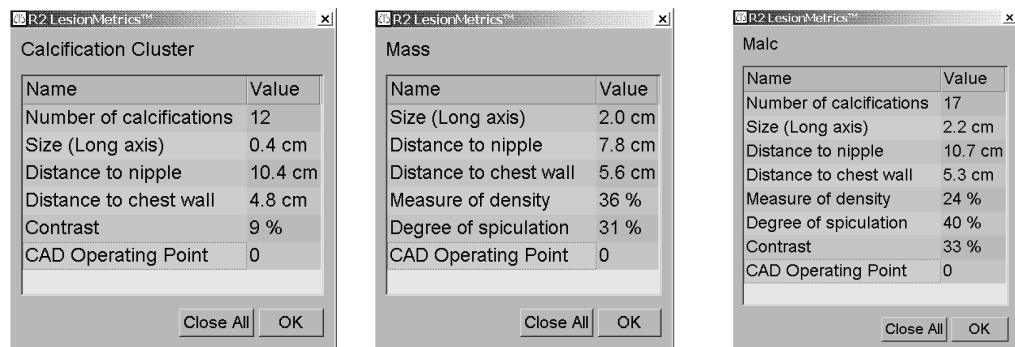 R2 LesionMetrics™
Calcification Cluster
Name Value
Number of calcifications 12
Size (Long axis) 0.4 cm
Distance to nipple 10.4 cm
Distance to chest wall 4.8 cm
Contrast 9 %
CAD Operating Point 0
Close All OK
R2 LesionMetrics™
Mass
Name Value
Size (Long axis) 2.0 cm
Distance to nipple 7.8 cm
Distance to chest wall 5.6 cm
Measure of density 36 %
Degree of spiculation 31 %
CAD Operating Point 0
Close All OK
R2 LesionMetrics™
Malc
Name Value
Number of calcifications 17
Size (Long axis) 2.2 cm
Distance to nipple 10.7 cm
Distance to chest wall 5.3 cm
Measure of density 24 %
Degree of spiculation 40 %
Contrast 33 %
CAD Operating Point 0
Close All OK